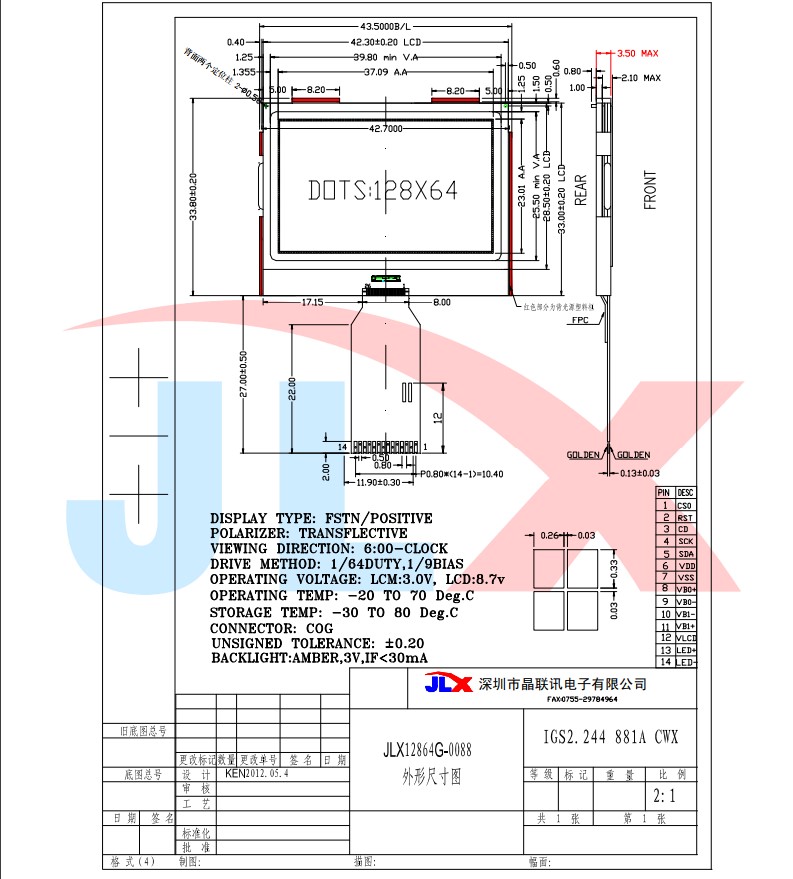 43.5000B/L
0.40
42.30±0.20 LCD
1.25
39.80 min V.A
1.355
37.09 A.A
背面两个定位柱 2-Ø0.50
5.00
8.20
8.20
5.00
0.50
1.25
1.50
0.50
0.60
42.7000
DOTS:128X64
33.80±0.20
23.01 A.A
25.50 min V.A
28.50±0.20 LCD
33.00±0.20 LCD
3.50 MAX
0.80
2.10 MAX
1.00
REAR
FRONT
17.15
8.00
红色部分为背光源塑料框
FPC
27.00±0.50
22.00
12
14
1
2.00
0.50
0.80
P0.80*(14-1)=10.40
11.90±0.30
GOLDEN
GOLDEN
0.13±0.03
JLX
DISPLAY TYPE: FSTN/POSITIVE
POLARIZER: TRANSFLECTIVE
VIEWING DIRECTION: 6:00-CLOCK
DRIVE METHOD: 1/64DUTY,1/9BIAS
OPERATING VOLTAGE: LCM:3.0V, LCD:8.7v
OPERATING TEMP: -20 TO 70 Deg.C
STORAGE TEMP: -30 TO 80 Deg.C
CONNECTOR: COG
UNSIGNED TOLERANCE: ±0.20
BACKLIGHT:AMBER,3V,IF<30mA
0.26
0.03
0.33
0.03
PIN DESC
1 CS0
2 RST
3 CD
4 SCK
5 SDA
6 VDD
7 VSS
8 VB0+
9 VB0-
10 VB1-
11 VB1+
12 VLCD
13 LED+
14 LED-
JLX 深圳市晶联讯电子有限公司
FAX:0755-29784964
旧底图总号
底图总号
日期 签名
格式(4)
更改标记 数量 更改单号 签名 日期
设计 KEN2012.05.4
审核
工艺
标准化
批准
制图:
JLX12864G-0088
外形尺寸图
描图:
IGS2.244 881A CWX
等级 标记 重量 比例
2:1
共 1 张 第 1 张
幅面: